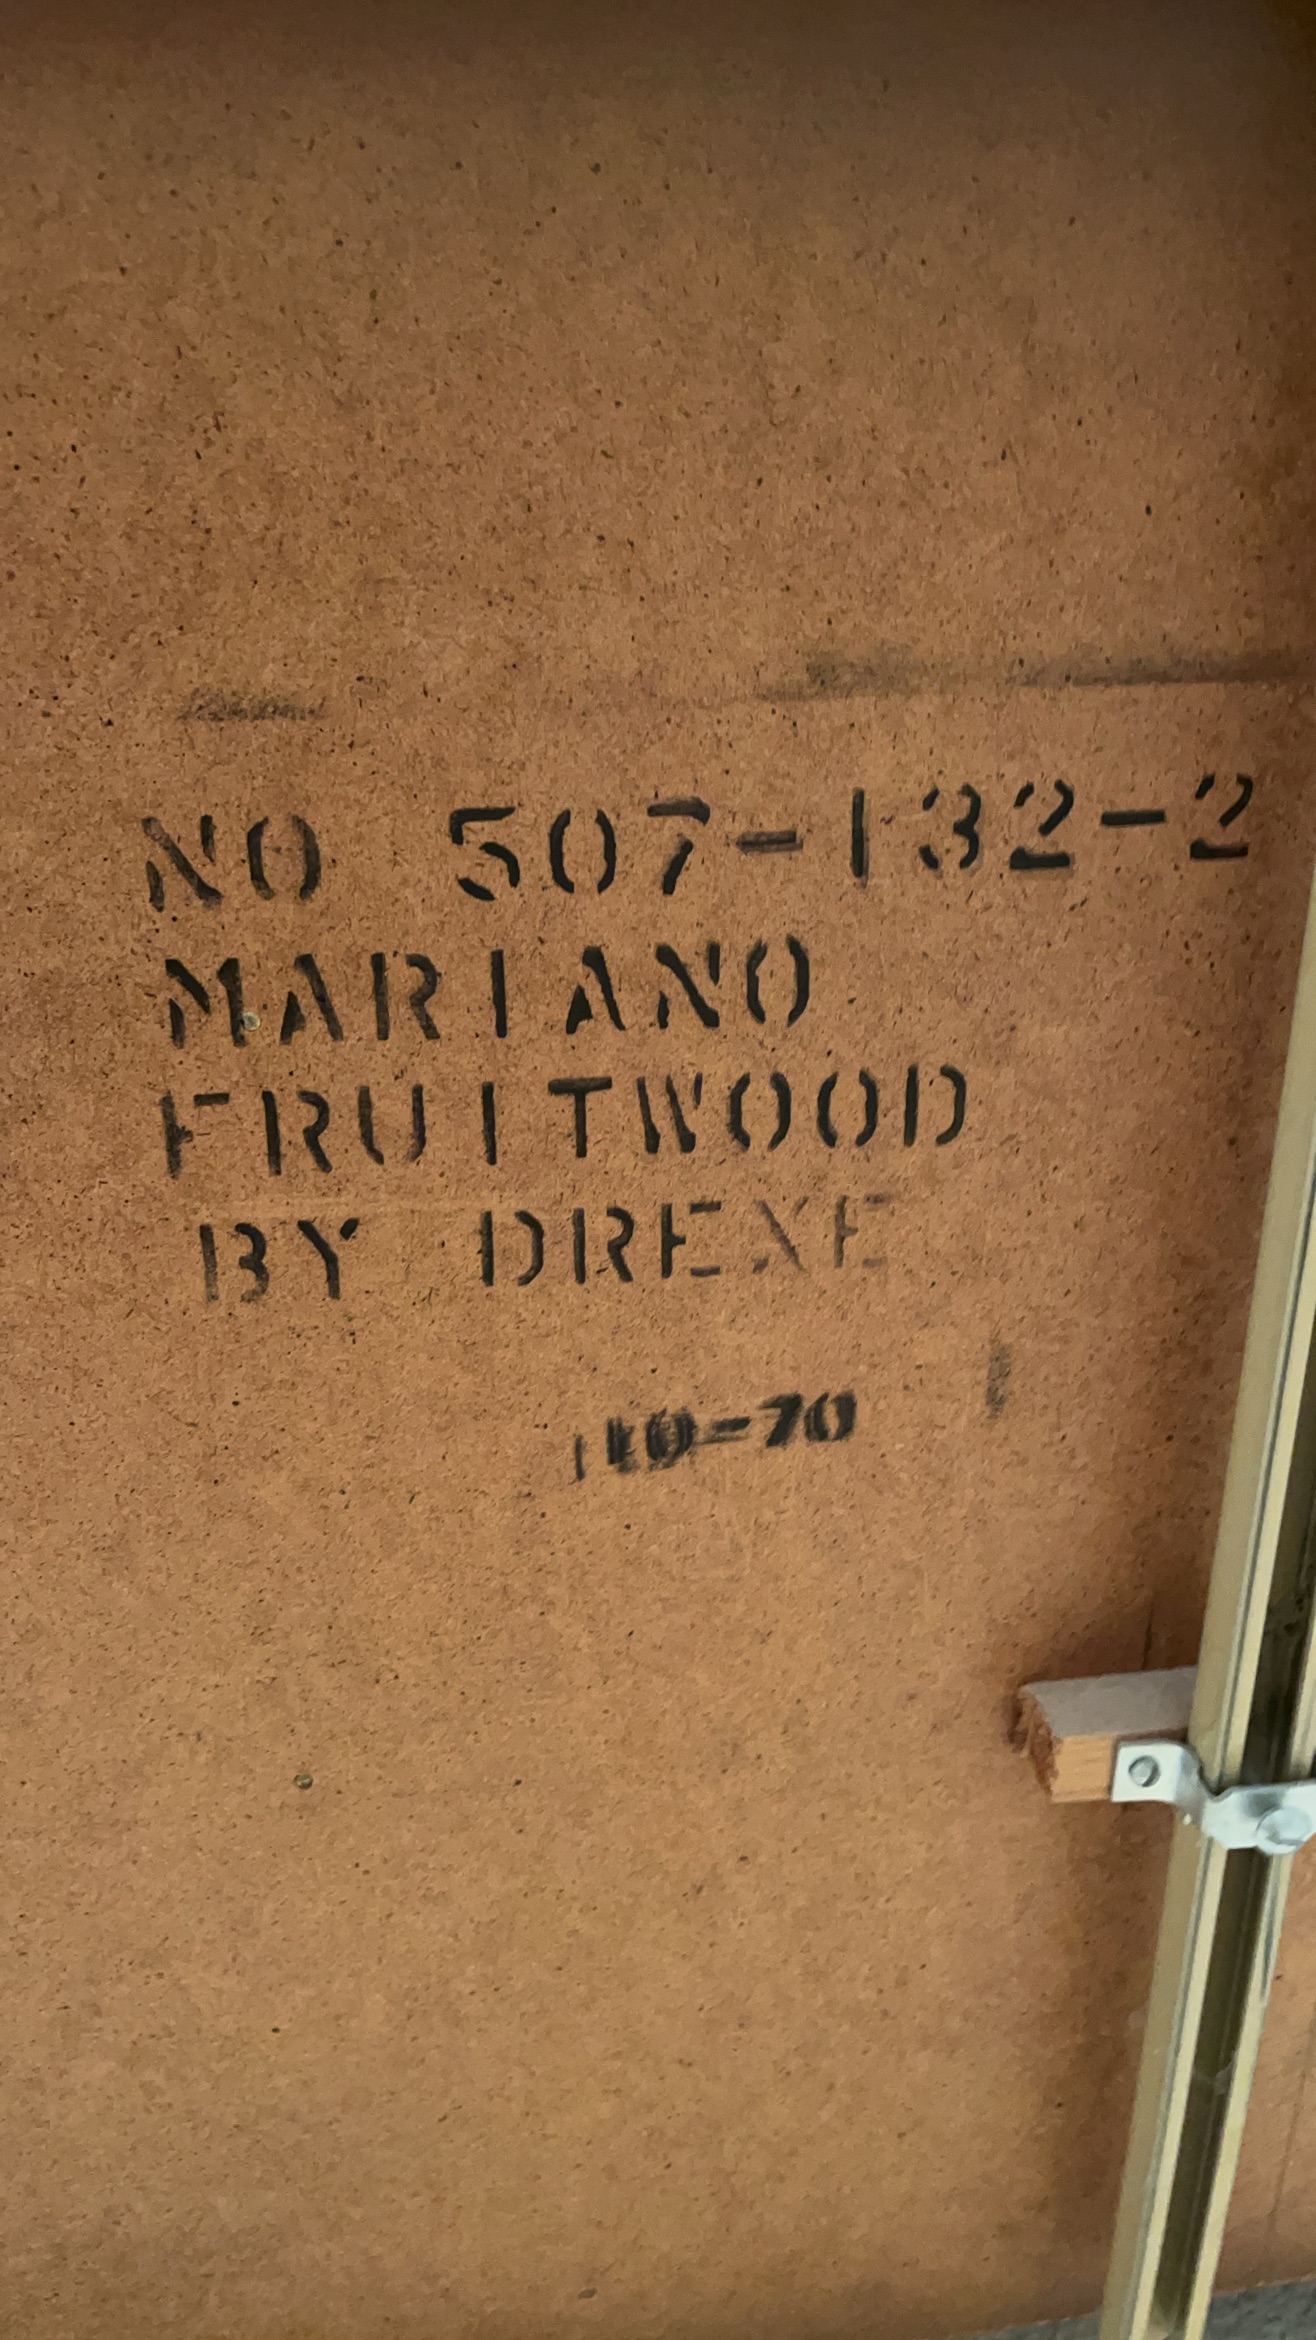 NO 507-132-2
MARIANO
FRUITWOOD
BY DREXE
10-70